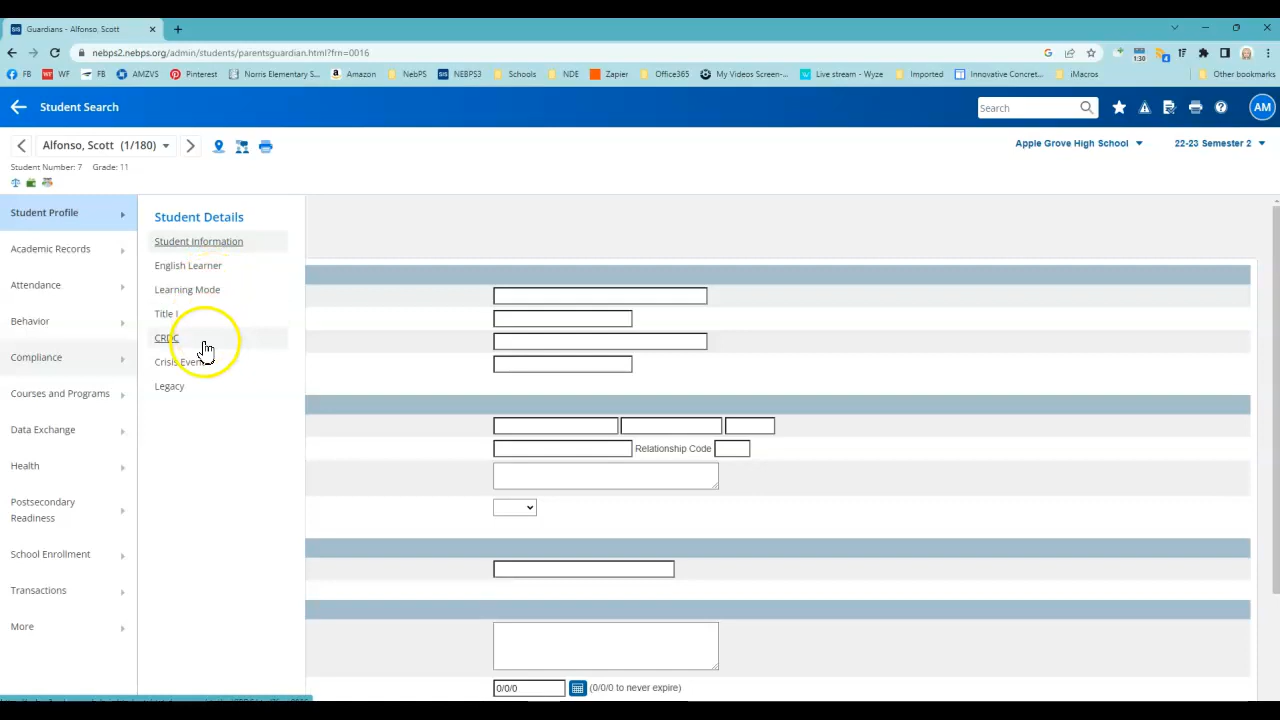 Guardians - Alfonso, Scott
nebps2.nebps.org/admin/students/parentsguardian.html?frn=0016
FB WF FB AMZVS Pinterest Norris Elementary S... Amazon NebPS NEBPS3 Schools NDE Zapier Office365 My Videos Screen-... Live stream - Wyze Imported Innovative Concret... iMacros Other bookmarks
1:30
Student Search
Search
AM
Alfonso, Scott (1/180)
Apple Grove High School
22-23 Semester 2
Student Number: 7 Grade: 11
Student Profile
Academic Records
Attendance
Behavior
Compliance
Courses and Programs
Data Exchange
Health
Postsecondary
Readiness
School Enrollment
Transactions
More
Student Details
Student Information
English Learner
Learning Mode
Title I
CRDC
Crisis Event
Legacy
Relationship Code
0/0/0
(0/0/0 to never expire)